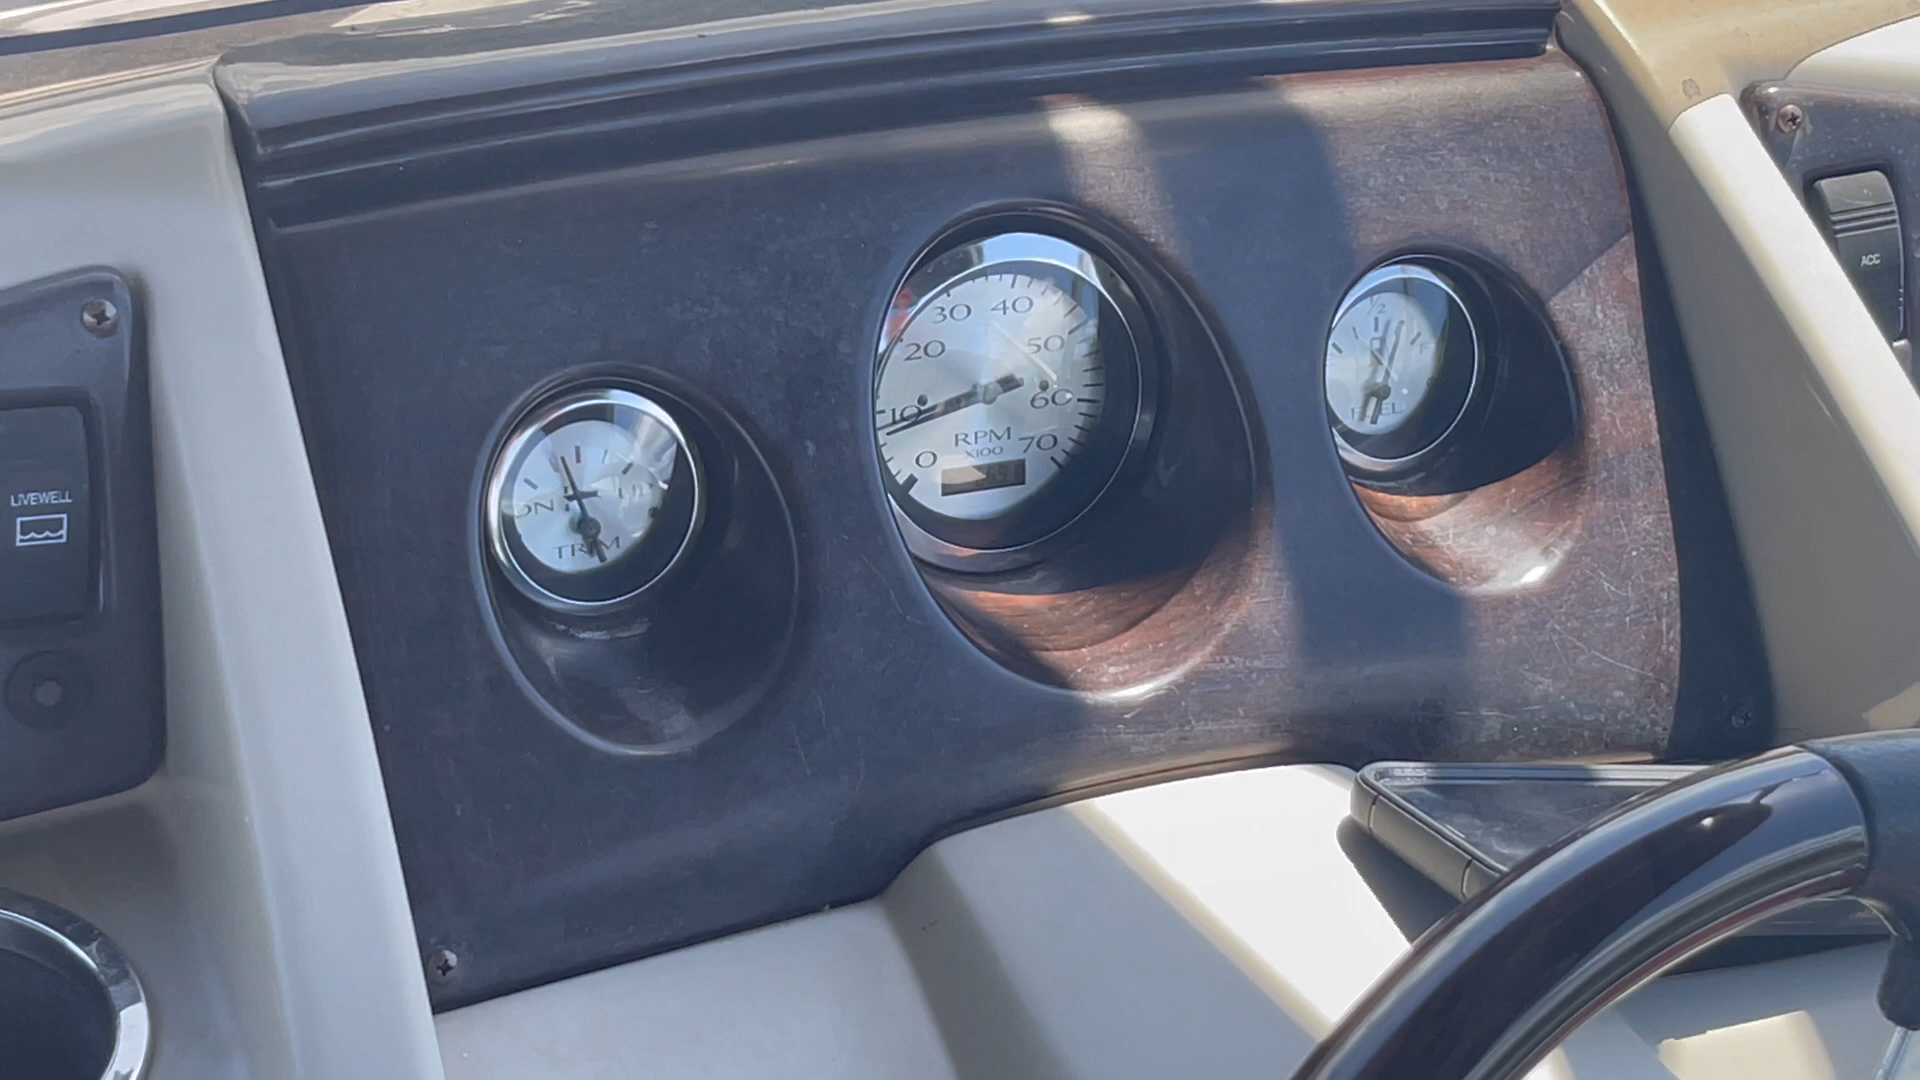 LIVEWELL
DN
UP
TRIM
0
10
20
30
40
50
60
70
RPM
X100
1/2
F
FUEL
ACC